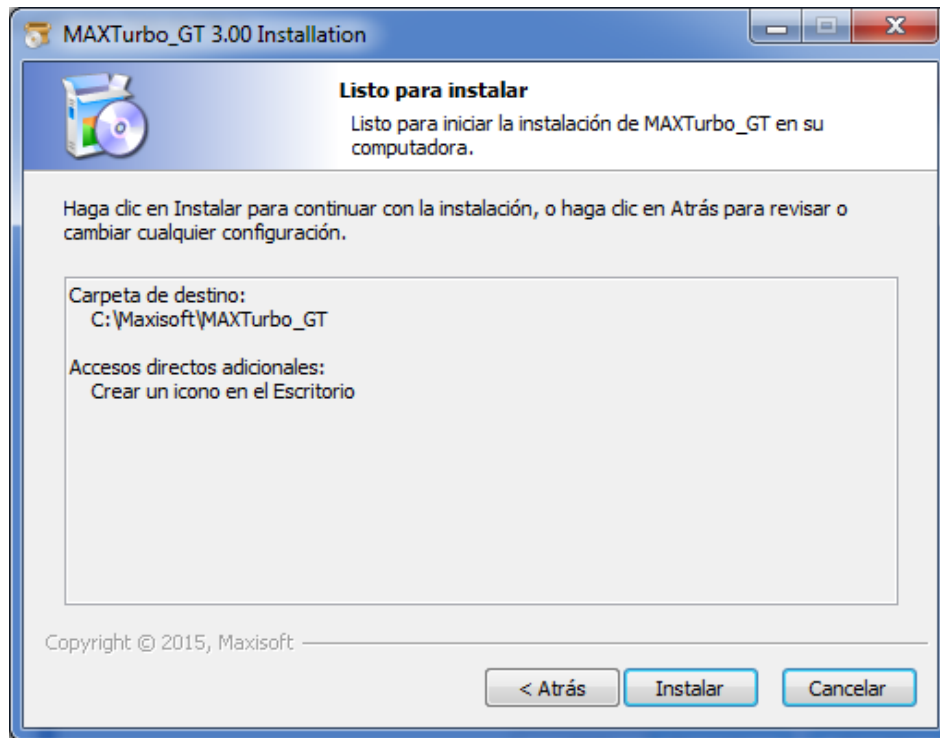 MAXTurbo_GT 3.00 Installation
Listo para instalar
Listo para iniciar la instalación de MAXTurbo_GT en su
computadora.
Haga clic en Instalar para continuar con la instalación, o haga clic en Atrás para revisar o
cambiar cualquier configuración.
Carpeta de destino:
C:\Maxisoft\MAXTurbo_GT
Accesos directos adicionales:
Crear un icono en el Escritorio
Copyright © 2015, Maxisoft
< Atrás Instalar Cancelar